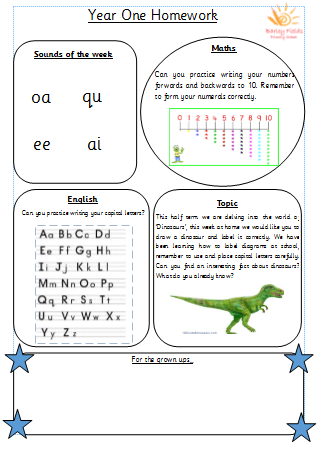 Year One Homework
Barley Fields
Primary School
Sounds of the week
oa qu
ee ai
Maths
Can you practice writing your numbers
forwards and backwards to 10. Remember
to form your numerals correctly.
0 1 2 3 4 5 6 7 8 9 10
English
Can you practice writing your capital letters?
Aa Bb Cc Dd
Ee Ff Gg Hh
Ii Jj Kk Ll
Mm Nn Oo Pp
Qq Rr Ss Tt
Uu Vv Ww Xx
Yy Zz
Topic
This half term we are delving into the world o
'Dinosaurs', this week at home we would like you to
draw a dinosaur and label is correctly. We have
been learning how to label diagrams at school,
remember to use and place capital letters carefully.
Can you find an interesting fact about dinosaurs?
What do you already know?
For the grown ups